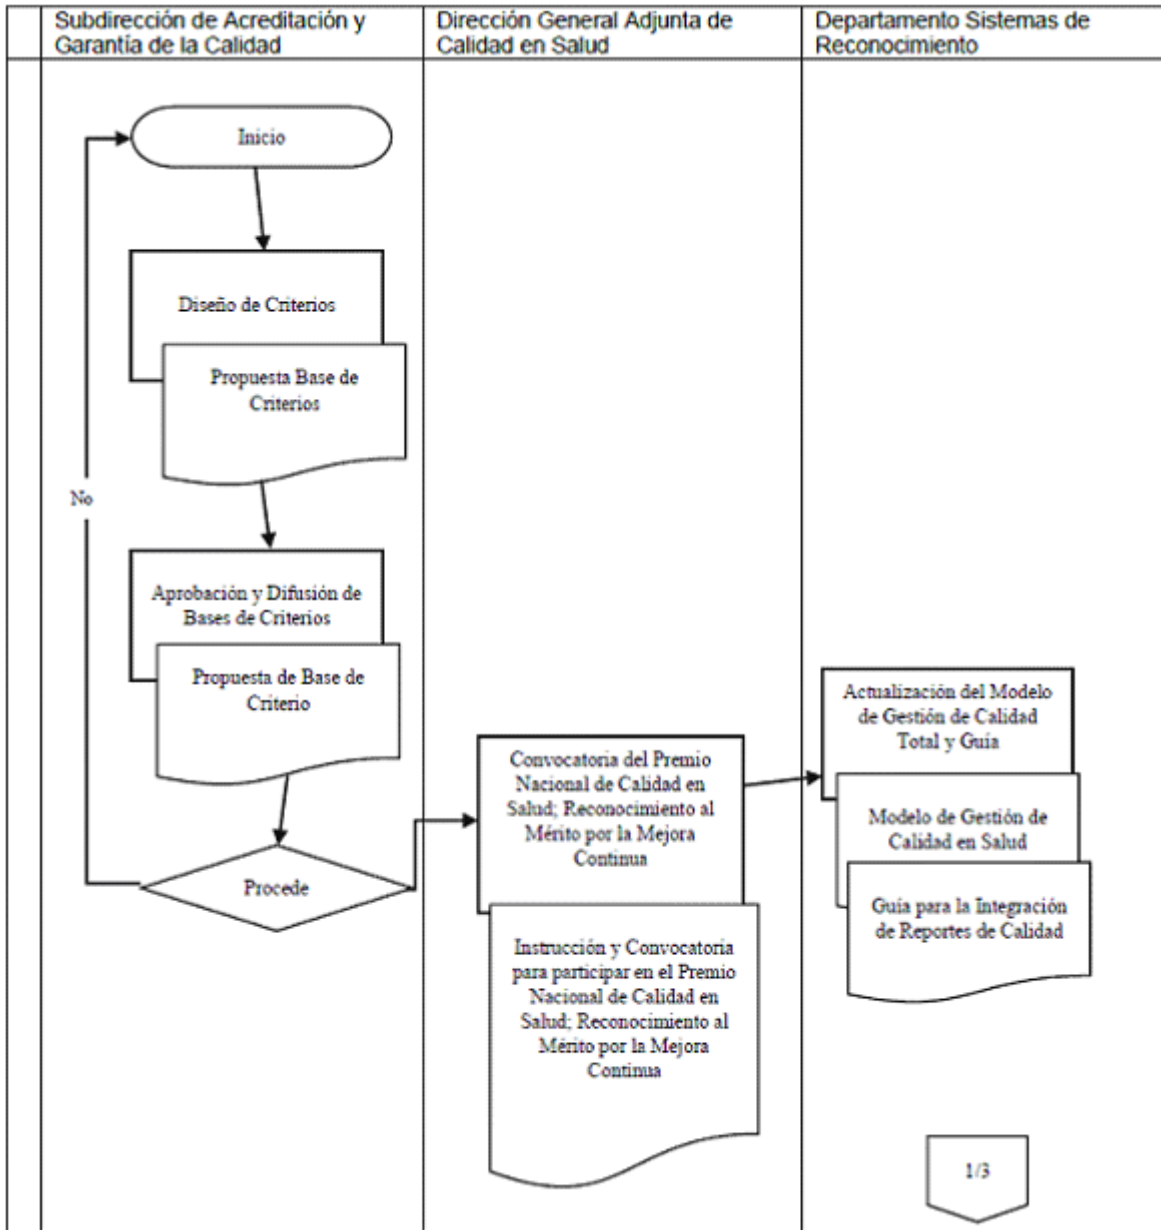 Subdirección de Acreditación y
Garantía de la Calidad
Dirección General Adjunta de
Calidad en Salud
Departamento Sistemas de
Reconocimiento
Inicio
Diseño de Criterios
Propuesta Base de
Criterios
No
Aprobación y Difusión de
Bases de Criterios
Propuesta de Base de
Criterio
Procede
Convocatoria del Premio
Nacional de Calidad en
Salud; Reconocimiento al
Mérito por la Mejora
Continua
Instrucción y Convocatoría
para participar en el Premio
Nacional de Calidad en
Salud; Reconocimiento al
Mérito por la Mejora
Continua
Actualización del Modelo
de Gestión de Calidad
Total y Guía
Modelo de Gestión de
Calidad en Salud
Guía para la Integración
de Reportes de Calidad
1/3